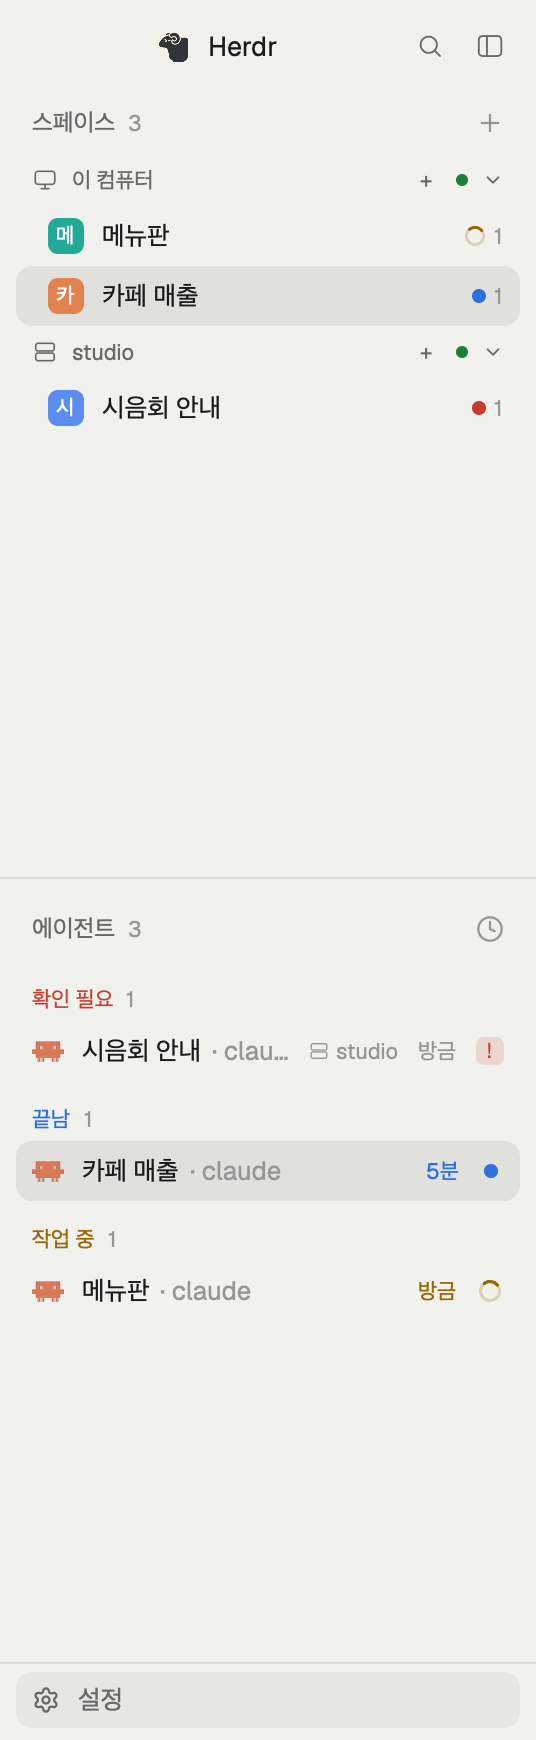 Herdr
스페이스 3
이 컴퓨터
메 메뉴판 1
카 카페 매출 1
studio
시 시음회 안내 1
에이전트 3
확인 필요 1
시음회 안내 · clau... studio 방금 !
끝남 1
카페 매출 · claude 5분
작업 중 1
메뉴판 · claude 방금
설정